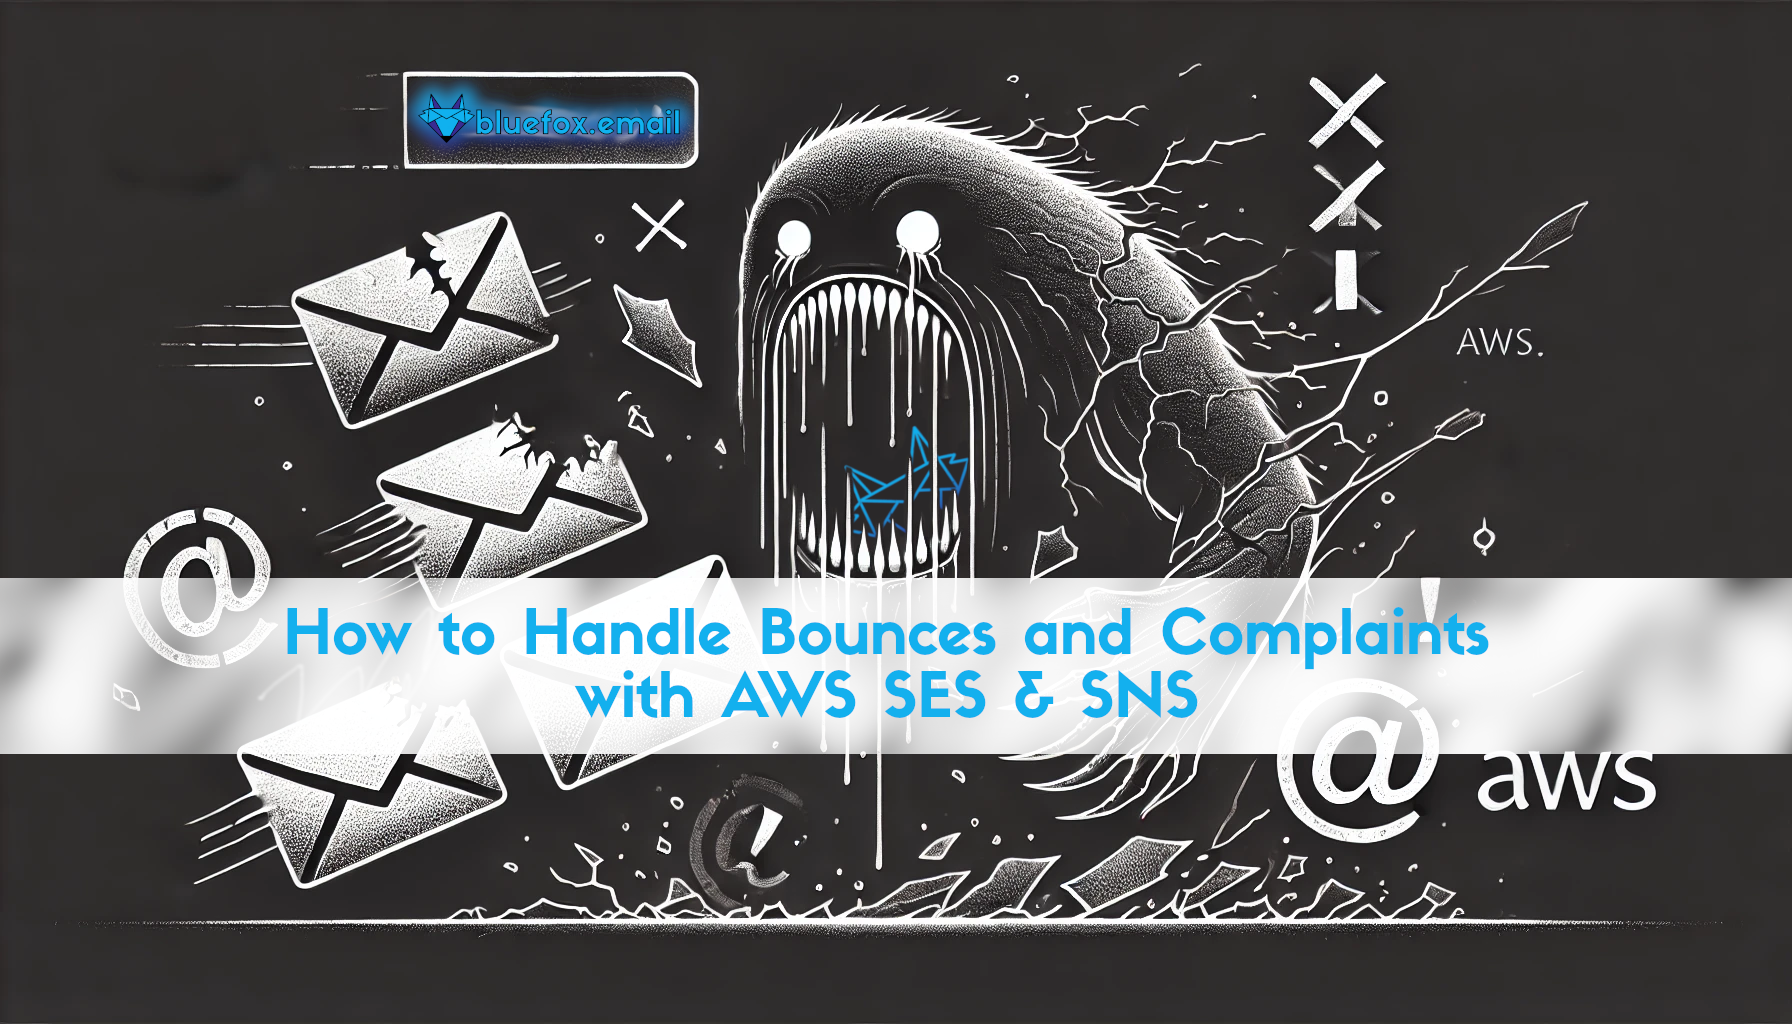 bluefox.email
AWS.
@
How to Handle Bounces and Complaints
with AWS SES & SNS
@
aws
@